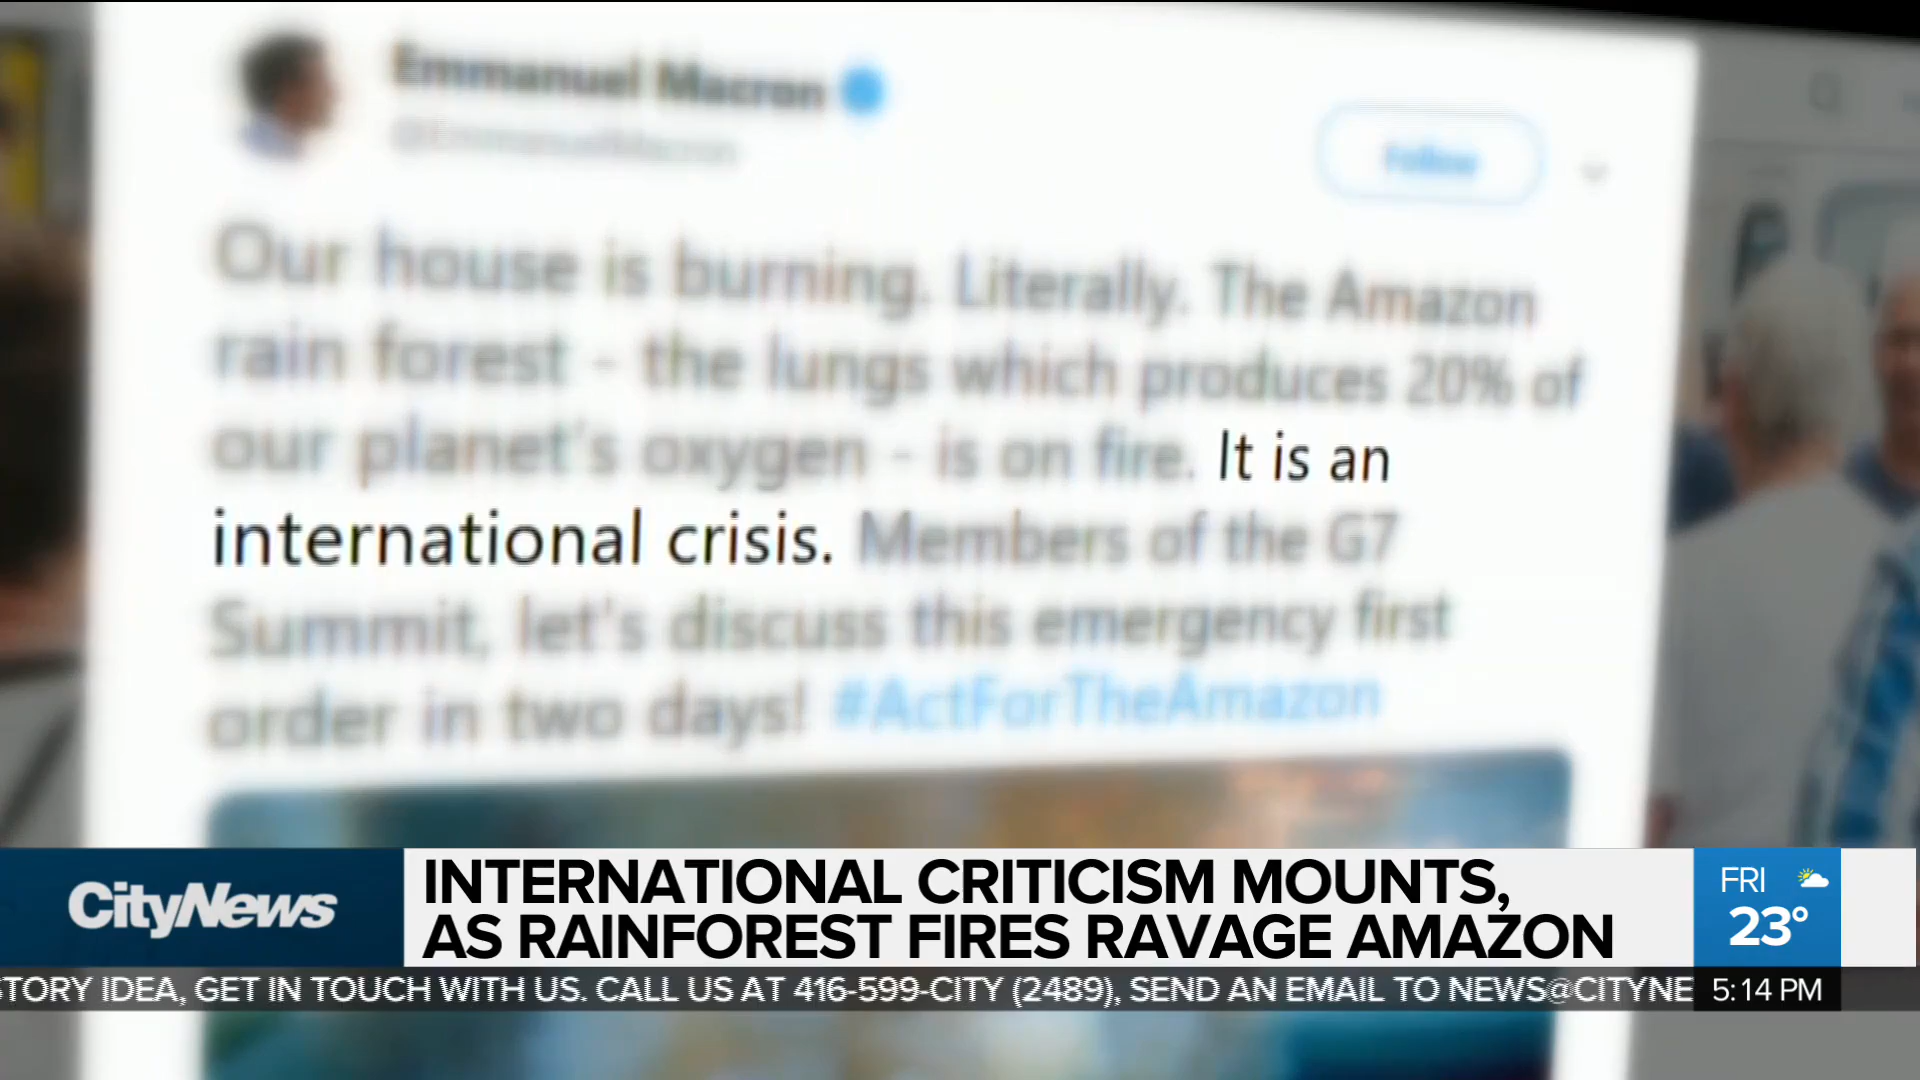 Emmanuel Macron
@EmmanuelMacron
Follow
Our house is burning. Literally. The Amazon
rain forest - the lungs which produces 20% of
our planet's oxygen - is on fire. It is an
international crisis. Members of the G7
Summit, let's discuss this emergency first
order in two days! #ActForTheAmazon
CityNews
INTERNATIONAL CRITICISM MOUNTS,
AS RAINFOREST FIRES RAVAGE AMAZON
FRI
23°
STORY IDEA, GET IN TOUCH WITH US. CALL US AT 416-599-CITY (2489), SEND AN EMAIL TO NEWS@CITYNE
5:14 PM